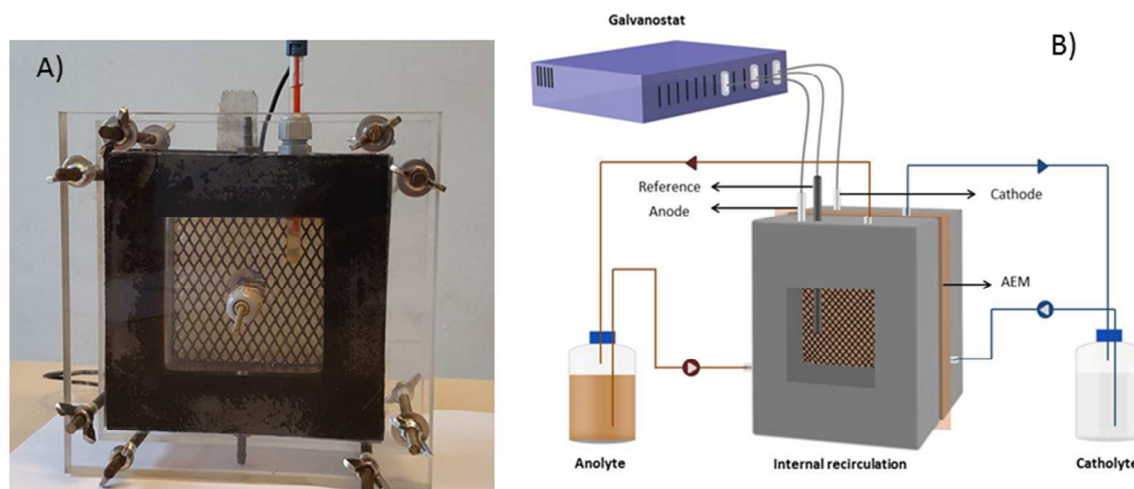 A)
Galvanostat
B)
Reference
Anode
Cathode
AEM
Anolyte
Internal recirculation
Catholyte